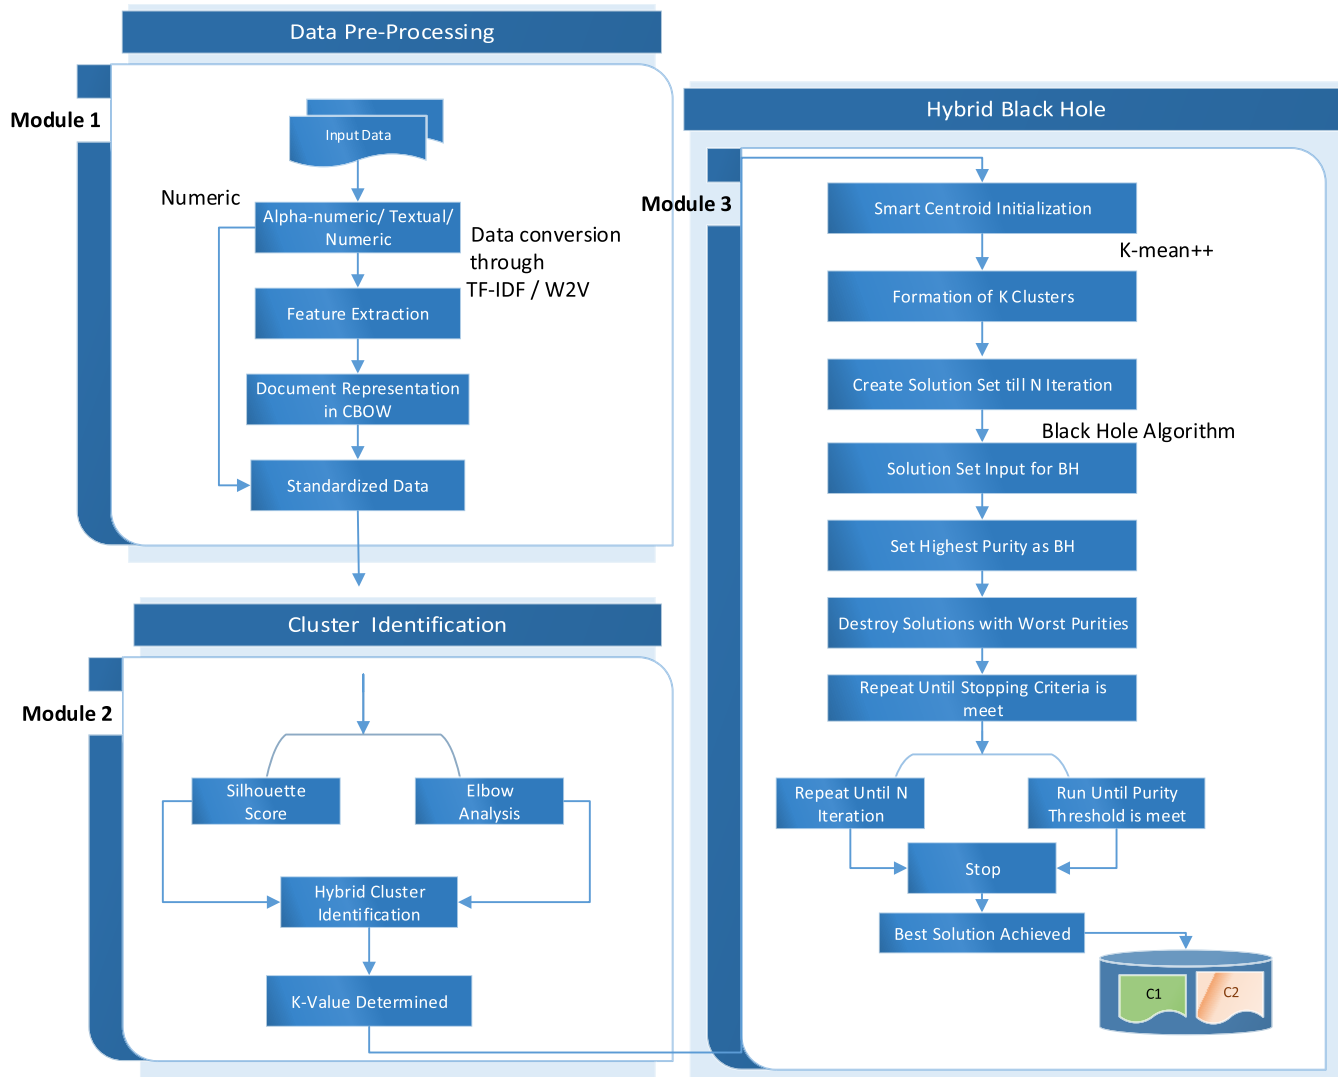 Data Pre-Processing
Module 1
Input Data
Numeric
Alpha-numeric/ Textual/
Numeric
Data conversion
through
TF-IDF / W2V
Feature Extraction
Document Representation
in CBOW
Standardized Data
Cluster Identification
Module 2
Silhouette
Score
Elbow
Analysis
Hybrid Cluster
Identification
K-Value Determined
Hybrid Black Hole
Module 3
Smart Centroid Initialization
K-mean++
Formation of K Clusters
Create Solution Set till N Iteration
Black Hole Algorithm
Solution Set Input for BH
Set Highest Purity as BH
Destroy Solutions with Worst Purities
Repeat Until Stopping Criteria is
meet
Repeat Until N
Iteration
Run Until Purity
Threshold is meet
Stop
Best Solution Achieved
C1
C2